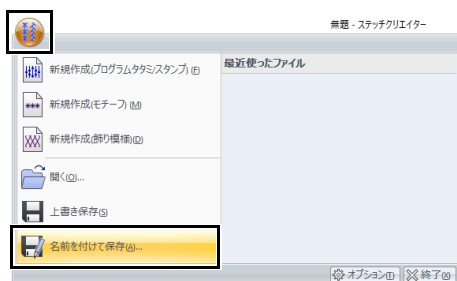 無題 - ステッチクリエイター
新規作成(プログラムタタミ/スタンプ)(F)
最近使ったファイル
新規作成(モチーフ)(M)
新規作成(飾り模様)(D)
開く(O)...
上書き保存(S)
名前を付けて保存(A)...
オプション(T)
終了(X)